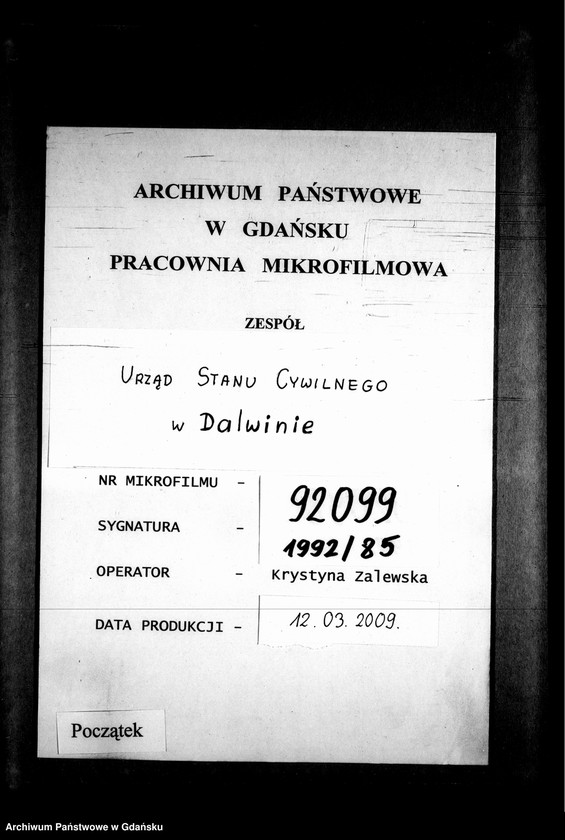 ARCHIWUM PAŃSTWOWE
W GDAŃSKU
PRACOWNIA MIKROFILMOWA
ZESPÓŁ
URZĄD STANU CYWILNEGO
w Dalwinie
NR MIKROFILMU - 92099
SYGNATURA - 1992/85
OPERATOR - Krystyna Zalewska
DATA PRODUKCJI - 12.03.2009.
Początek
Archiwum Państwowe w Gdańsku